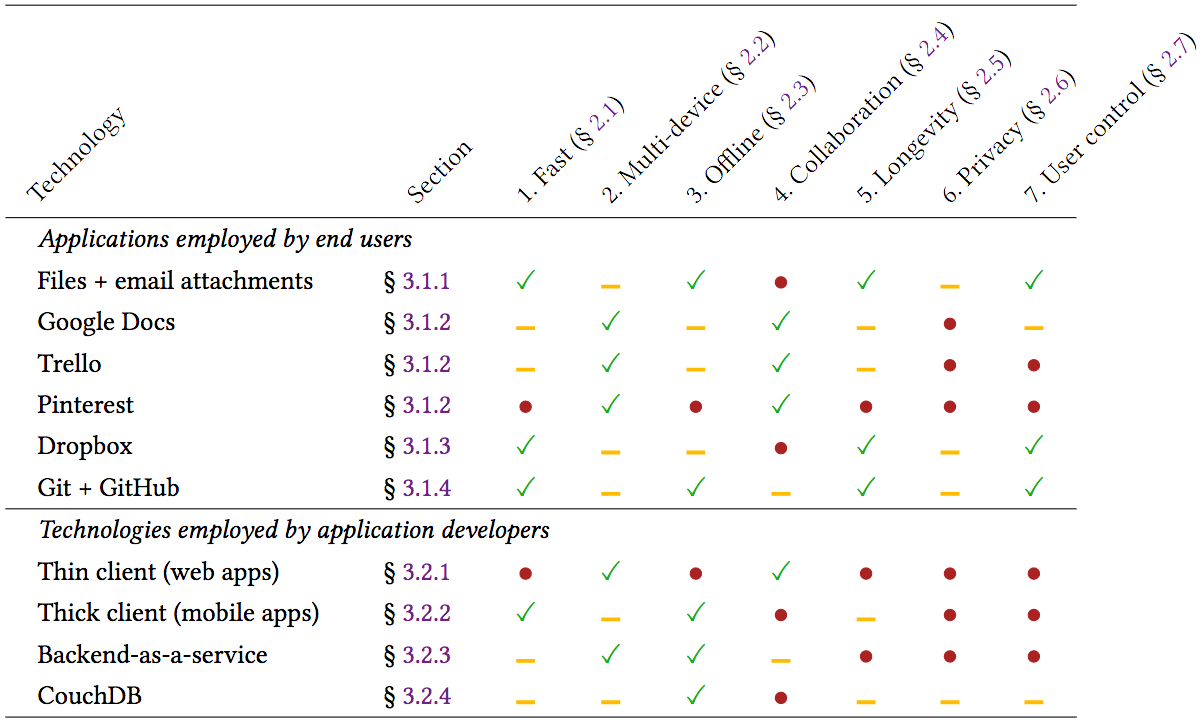 Technology Section 1. Fast (§ 2.1) 2. Multi-device (§ 2.2) 3. Offline (§ 2.3) 4. Collaboration (§ 2.4) 5. Longevity (§ 2.5) 6. Privacy (§ 2.6) 7. User control (§ 2.7)
Applications employed by end users
Files + email attachments § 3.1.1 ✓ — ✓ ● ✓ — ✓
Google Docs § 3.1.2 — ✓ — ✓ — ● —
Trello § 3.1.2 — ✓ — ✓ — ● ●
Pinterest § 3.1.2 ● ✓ ● ✓ ● ● ●
Dropbox § 3.1.3 ✓ — — ● ✓ — ✓
Git + GitHub § 3.1.4 ✓ — ✓ — ✓ — ✓
Technologies employed by application developers
Thin client (web apps) § 3.2.1 ● ✓ ● ✓ ● ● ●
Thick client (mobile apps) § 3.2.2 ✓ — ✓ ● — ● ●
Backend-as-a-service § 3.2.3 — ✓ ✓ — ● ● ●
CouchDB § 3.2.4 — — ✓ ● — — —